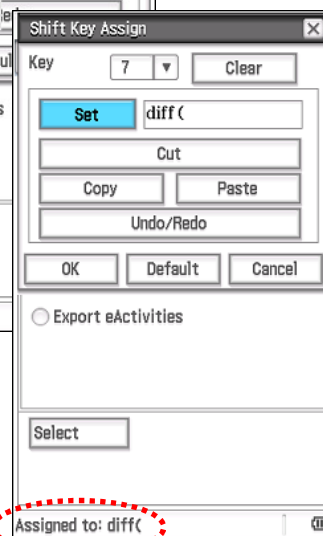 Shift Key Assign
Key 7 Clear
Set diff(
Cut
Copy Paste
Undo/Redo
OK Default Cancel
Export eActivities
Select
Assigned to: diff(